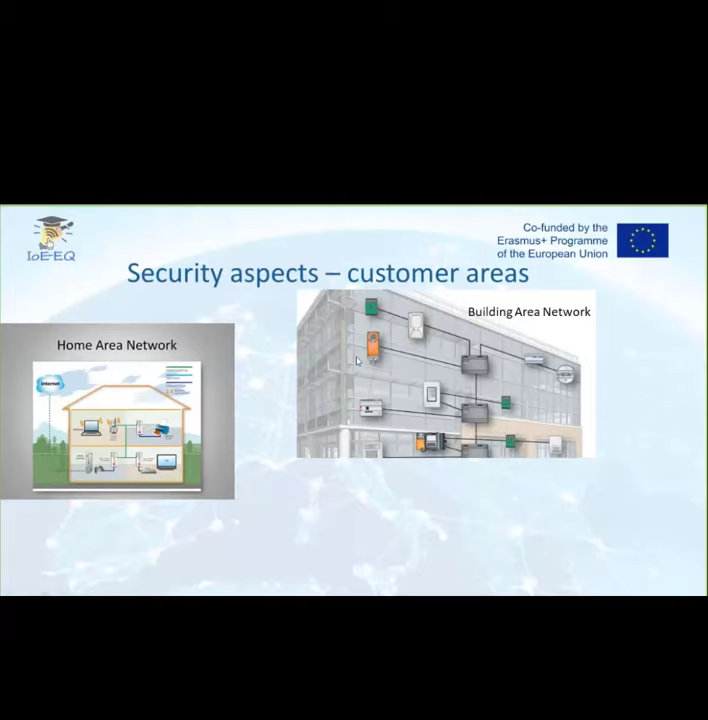 IoE-EQ
Co-funded by the
Erasmus+ Programme
of the European Union
Security aspects – customer areas
Building Area Network
Home Area Network
Internet